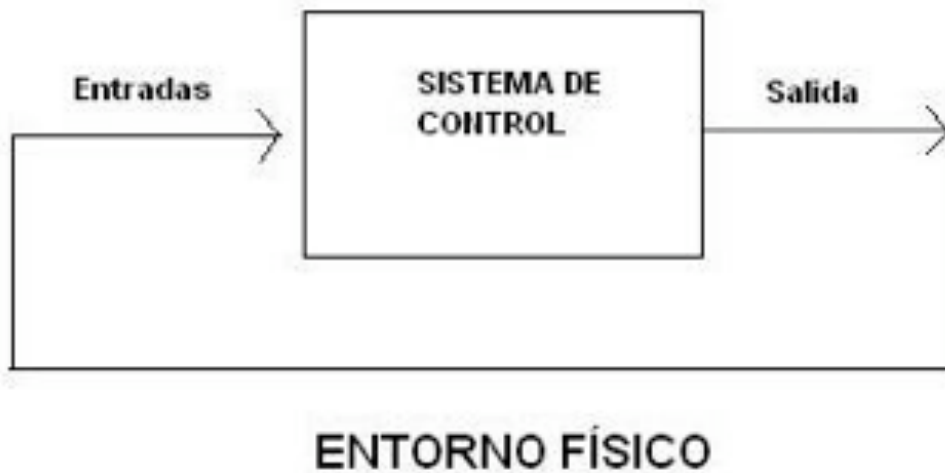 Entradas
SISTEMA DE
CONTROL
Salida
ENTORNO FÍSICO